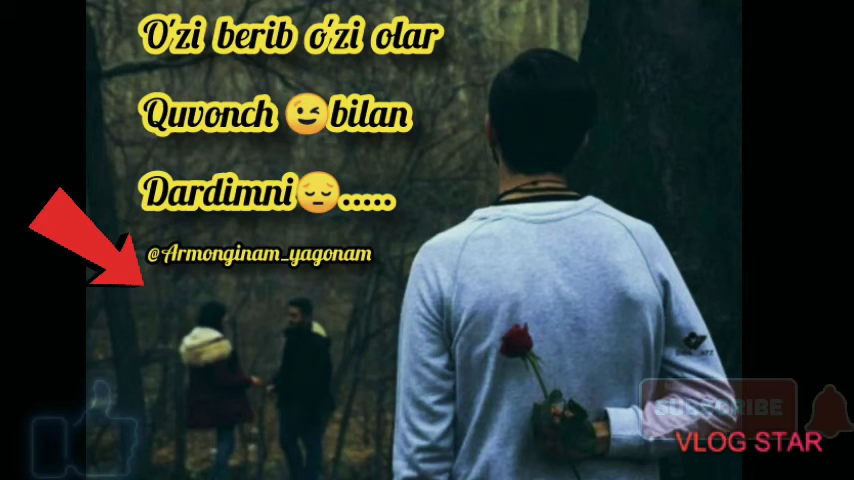 O'zi berib o'zi olar
Quvonch 😉bilan
Dardimni😔.....
@Armonginam_yagonam
SUBSCRIBE
VLOG STAR